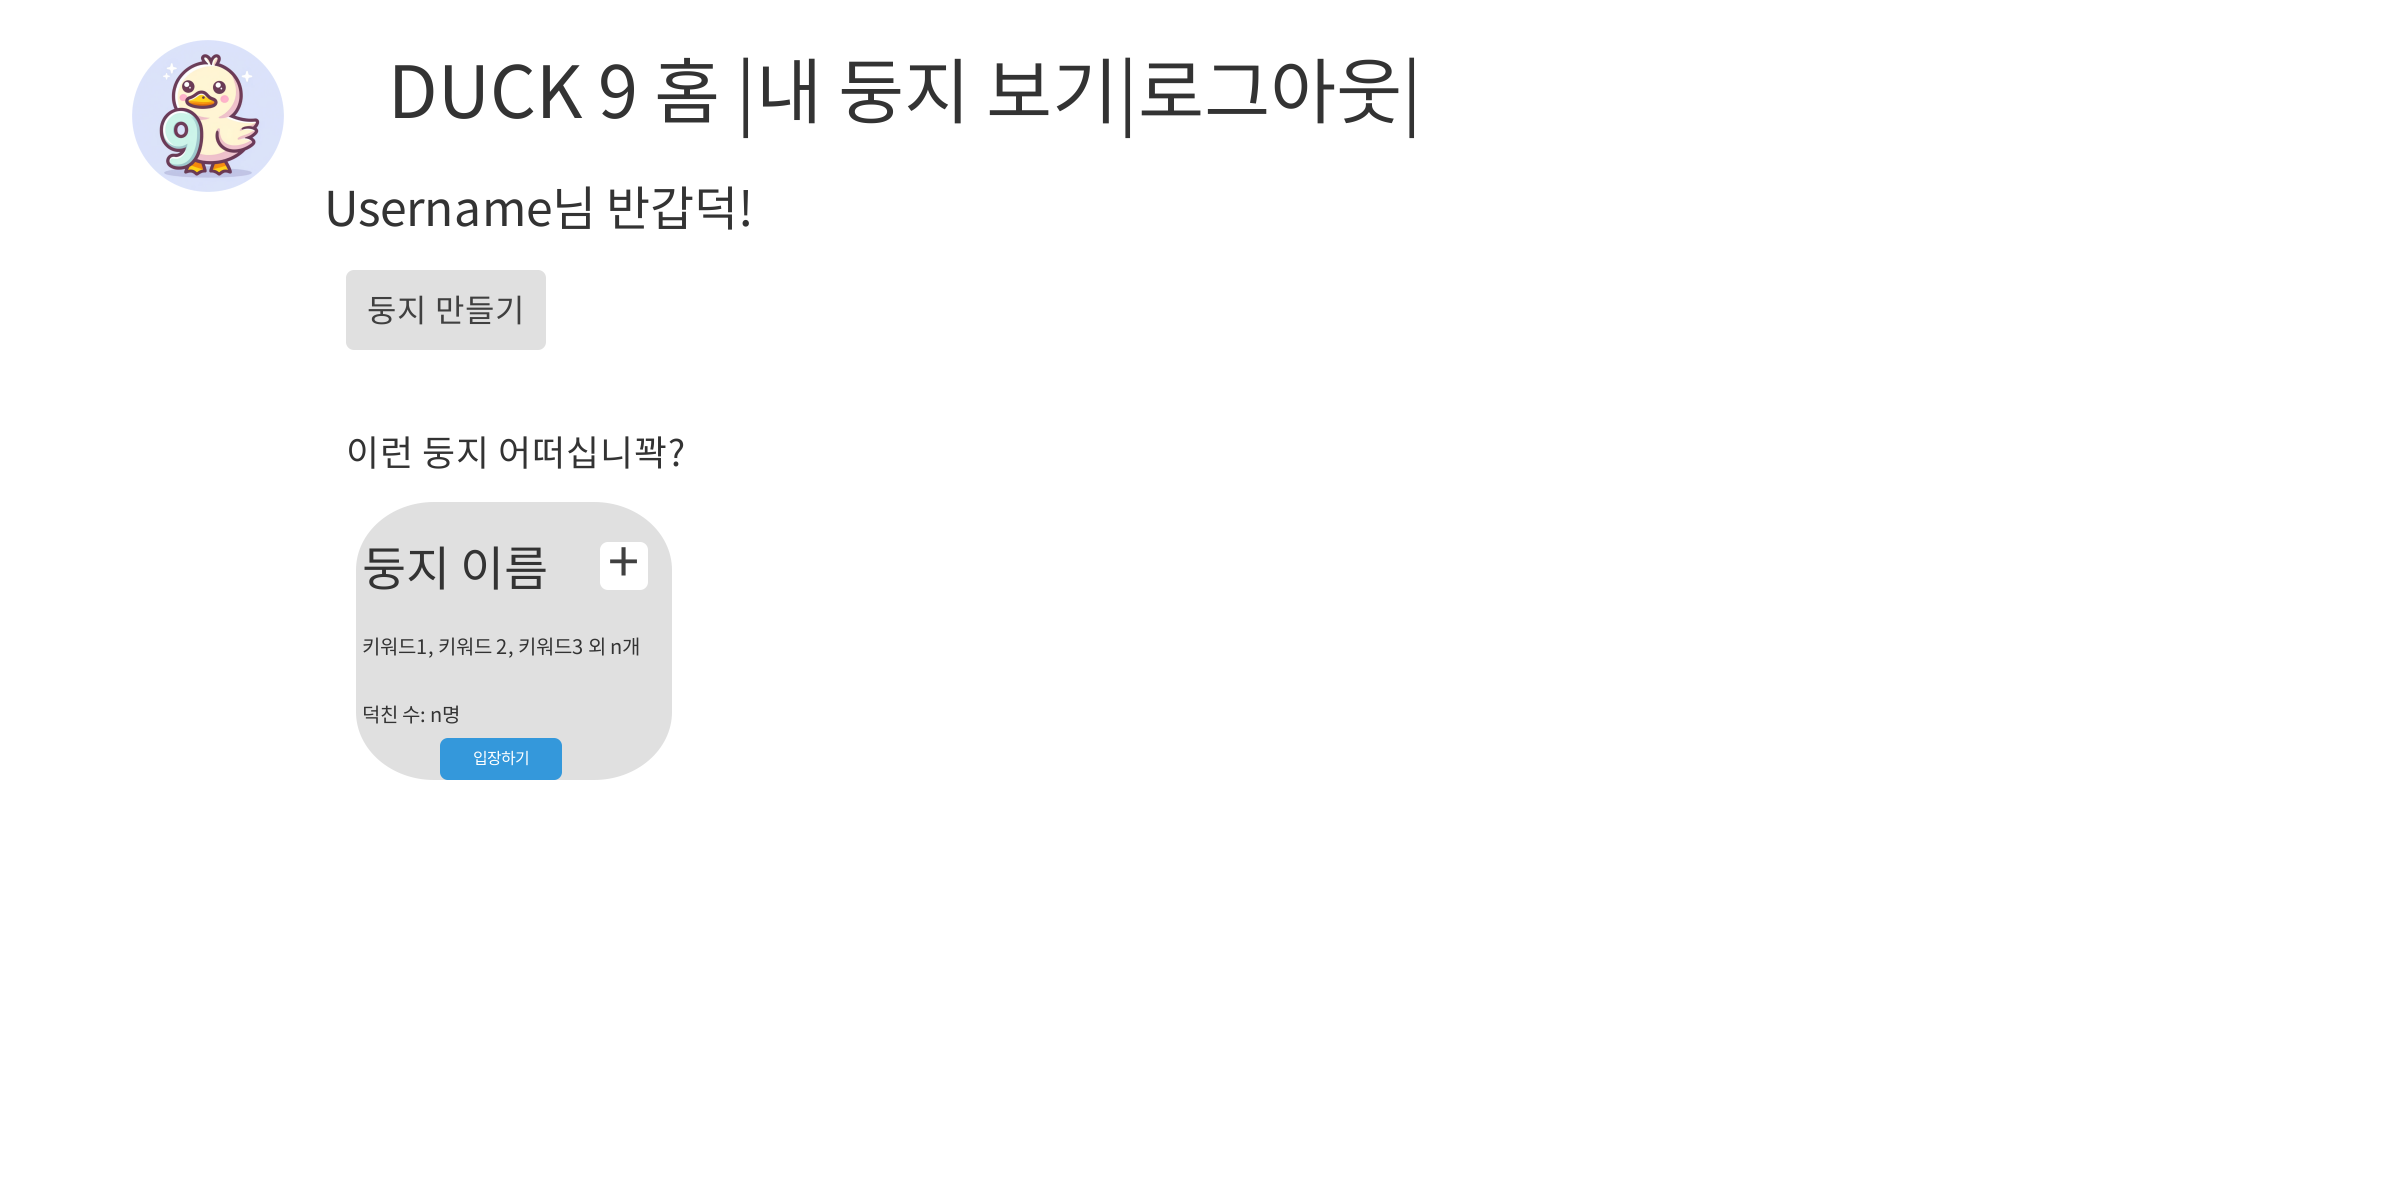 DUCK 9 홈 |내 둥지 보기|로그아웃|
9
Username님 반갑덕!
둥지 만들기
이런 둥지 어떠십니꽉?
둥지 이름
+
키워드1, 키워드 2, 키워드3 외 n개
덕친 수: n명
입장하기